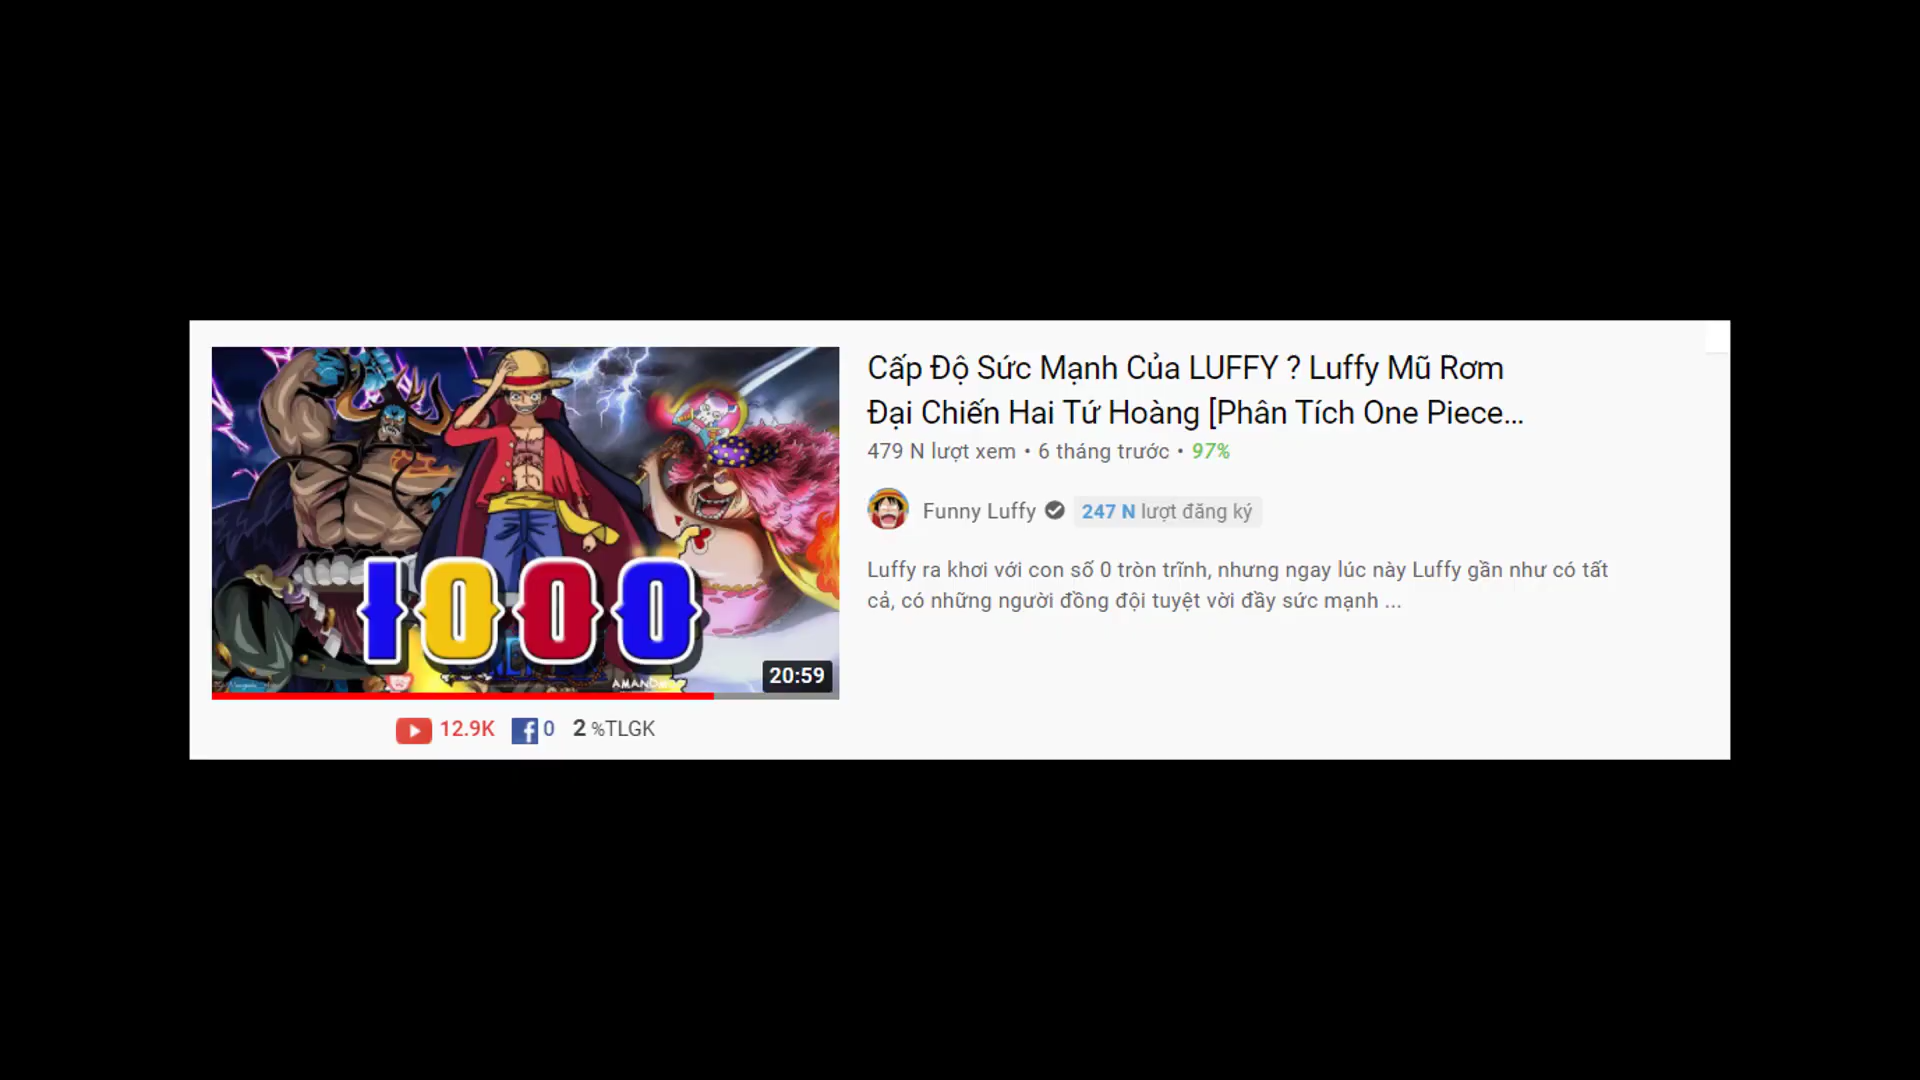 Cấp Độ Sức Mạnh Của LUFFY ? Luffy Mũ Rơm
Đại Chiến Hai Tứ Hoàng [Phân Tích One Piece...
479 N lượt xem • 6 tháng trước • 97%
Funny Luffy 247 N lượt đăng ký
Luffy ra khơi với con số 0 tròn trĩnh, nhưng ngay lúc này Luffy gần như có tất
cả, có những người đồng đội tuyệt vời đầy sức mạnh ...
1000
20:59
12.9K 0 2 %TLGK